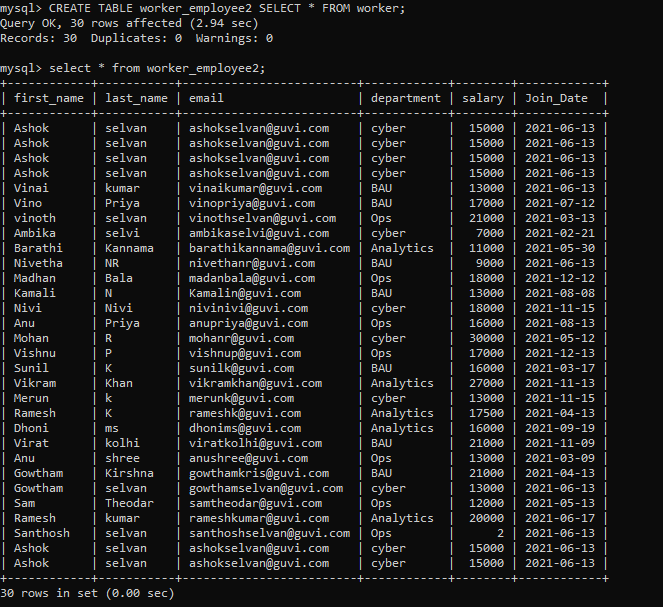 mysql> CREATE TABLE worker_employee2 SELECT * FROM worker;
Query OK, 30 rows affected (2.94 sec)
Records: 30  Duplicates: 0  Warnings: 0

mysql> select * from worker_employee2;
+------------+-----------+------------------------+------------+--------+------------+
| first_name | last_name | email                  | department | salary | Join_Date  |
+------------+-----------+------------------------+------------+--------+------------+
| Ashok      | selvan    | ashokselvan@guvi.com   | cyber      |  15000 | 2021-06-13 |
| Ashok      | selvan    | ashokselvan@guvi.com   | cyber      |  15000 | 2021-06-13 |
| Ashok      | selvan    | ashokselvan@guvi.com   | cyber      |  15000 | 2021-06-13 |
| Ashok      | selvan    | ashokselvan@guvi.com   | cyber      |  15000 | 2021-06-13 |
| Vinai      | kumar     | vinaikumar@guvi.com    | BAU        |  13000 | 2021-06-13 |
| Vino       | Priya     | vinopriya@guvi.com     | BAU        |  17000 | 2021-07-12 |
| vinoth     | selvan    | vinothselvan@guvi.com  | Ops        |  21000 | 2021-03-13 |
| Ambika     | selvi     | ambikaselvi@guvi.com   | cyber      |   7000 | 2021-02-21 |
| Barathi    | Kannama   | barathikannama@guvi.com | Analytics |  11000 | 2021-05-30 |
| Nivetha    | NR        | nivethanr@guvi.com     | BAU        |   9000 | 2021-06-13 |
| Madhan     | Bala      | madanbala@guvi.com     | Ops        |  18000 | 2021-12-12 |
| Kamali     | N         | Kamalin@guvi.com       | BAU        |  13000 | 2021-08-08 |
| Nivi       | Nivi      | nivinivi@guvi.com      | cyber      |  18000 | 2021-11-15 |
| Anu        | Priya     | anupriya@guvi.com      | Ops        |  16000 | 2021-08-13 |
| Mohan      | R         | mohanr@guvi.com        | cyber      |  30000 | 2021-05-12 |
| Vishnu     | P         | vishnup@guvi.com       | Ops        |  17000 | 2021-12-13 |
| Sunil      | K         | sunilk@guvi.com        | BAU        |  16000 | 2021-03-17 |
| Vikram     | Khan      | vikramkhan@guvi.com    | Analytics  |  27000 | 2021-11-13 |
| Merun      | k         | merunk@guvi.com        | cyber      |  13000 | 2021-11-15 |
| Ramesh     | K         | rameshk@guvi.com       | Analytics  |  17500 | 2021-04-13 |
| Dhoni      | ms        | dhonims@guvi.com       | Analytics  |  16000 | 2021-09-19 |
| Virat      | kolhi     | viratkolhi@guvi.com    | BAU        |  21000 | 2021-11-09 |
| Anu        | shree     | anushree@guvi.com      | Ops        |  13000 | 2021-03-09 |
| Gowtham    | Kirshna   | gowthamkris@guvi.com   | BAU        |  21000 | 2021-04-13 |
| Gowtham    | selvan    | gowthamselvan@guvi.com | cyber      |  13000 | 2021-06-13 |
| Sam        | Theodar   | samtheodar@guvi.com    | Ops        |  12000 | 2021-05-13 |
| Ramesh     | kumar     | rameshkumar@guvi.com   | Analytics  |  20000 | 2021-06-17 |
| Santhosh   | selvan    | santhoshselvan@guvi.com | Ops       |      2 | 2021-06-13 |
| Ashok      | selvan    | ashokselvan@guvi.com   | cyber      |  15000 | 2021-06-13 |
| Ashok      | selvan    | ashokselvan@guvi.com   | cyber      |  15000 | 2021-06-13 |
+------------+-----------+------------------------+------------+--------+------------+
30 rows in set (0.00 sec)